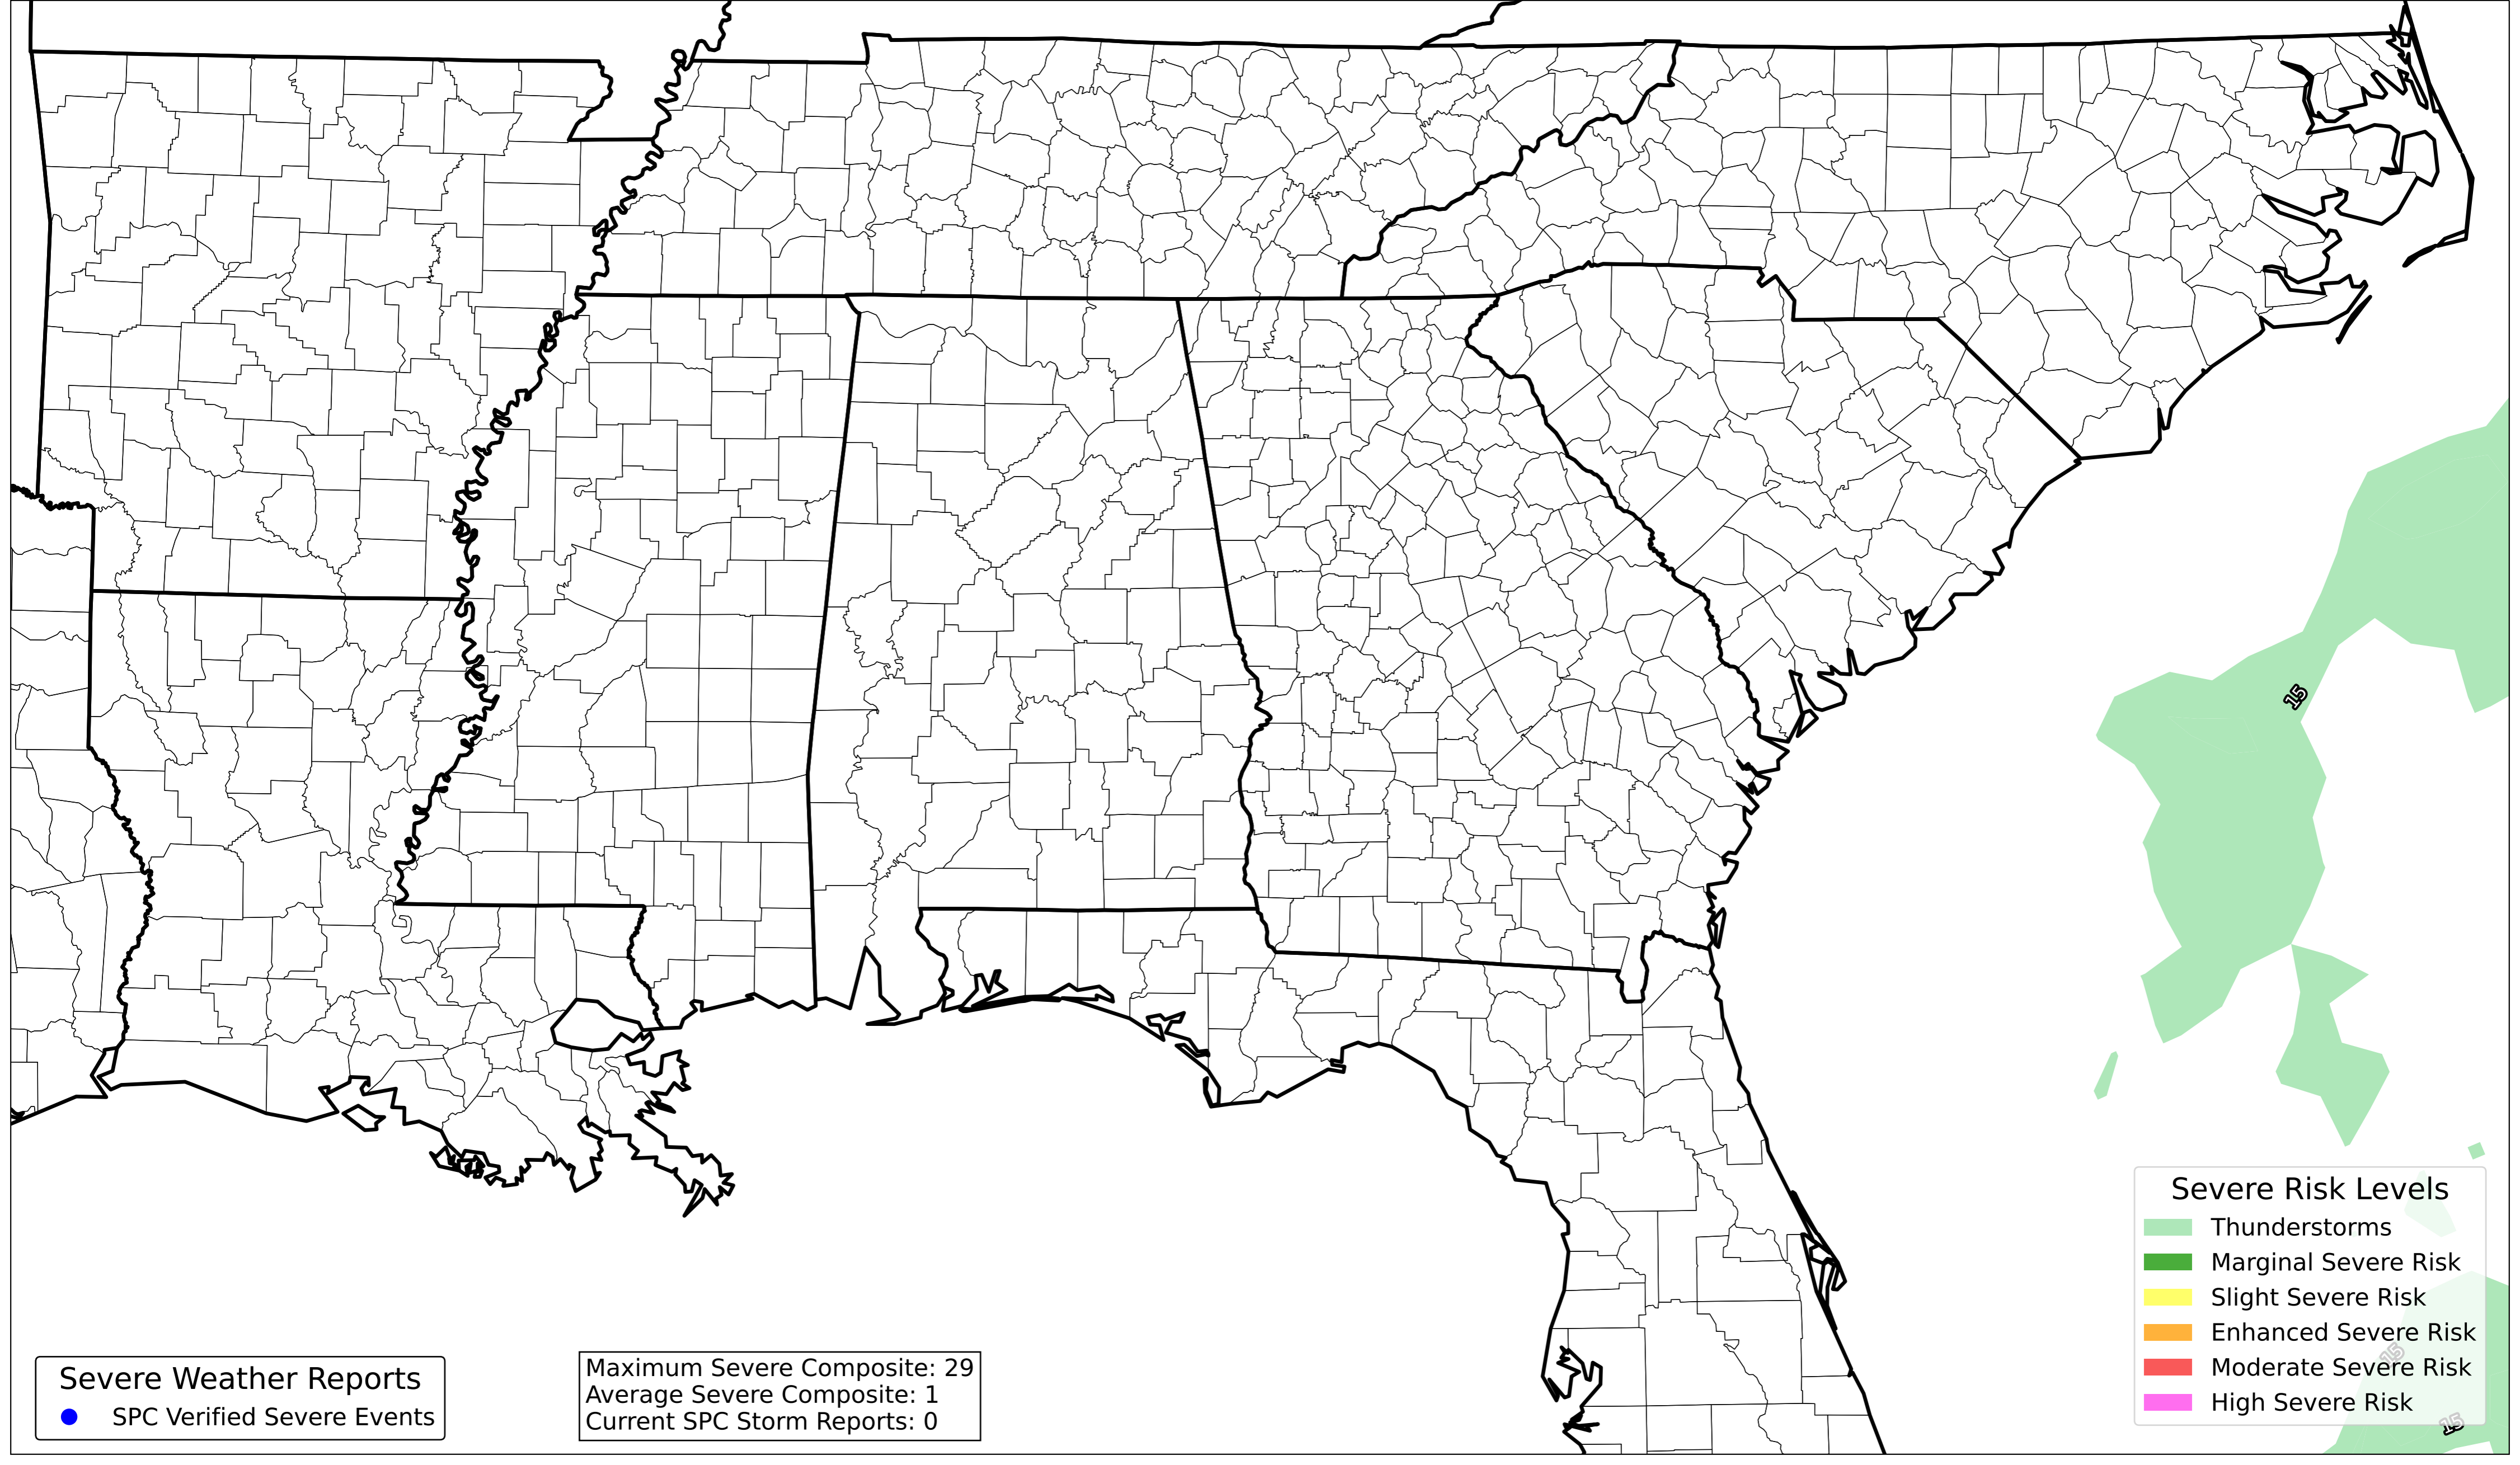 15
Severe Risk Levels
Thunderstorms
Marginal Severe Risk
Slight Severe Risk
Enhanced Severe Risk
Moderate Severe Risk
High Severe Risk
15
15
Severe Weather Reports
SPC Verified Severe Events
Maximum Severe Composite: 29
Average Severe Composite: 1
Current SPC Storm Reports: 0